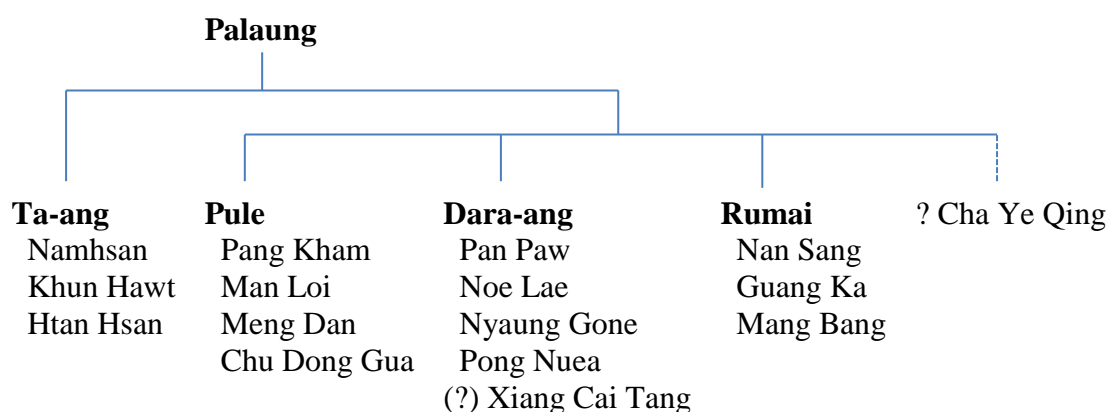 Palaung
Ta-ang Pule Dara-ang Rumai ? Cha Ye Qing
Namhsan Pang Kham Pan Paw Nan Sang
Khun Hawt Man Loi Noe Lae Guang Ka
Htan Hsan Meng Dan Nyaung Gone Mang Bang
Chu Dong Gua Pong Nuea
(?) Xiang Cai Tang